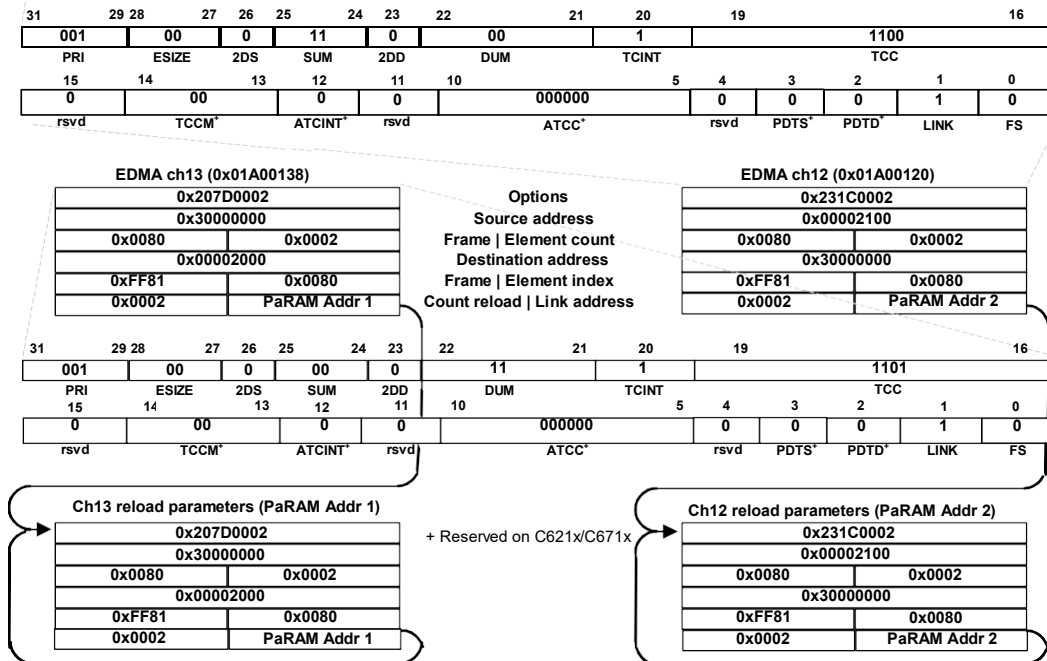 31 29 28 27 26 25 24 23 22 21 20 19 16
001 00 0 11 0 00 1 1100
PRI ESIZE 2DS SUM 2DD DUM TCINT TCC
15 14 13 12 11 10 5 4 3 2 1 0
0 00 0 0 000000 0 0 0 1 0
rsvd TCCM+ ATCINT+ rsvd ATCC+ rsvd PDTS+ PDTD+ LINK FS
EDMA ch13 (0x01A00138) EDMA ch12 (0x01A00120)
0x207D0002 Options 0x231C0002
0x30000000 Source address 0x00002100
0x0080 0x0002 Frame | Element count 0x0080 0x0002
0x00002000 Destination address 0x30000000
0xFF81 0x0080 Frame | Element index 0xFF81 0x0080
0x0002 PaRAM Addr 1 Count reload | Link address 0x0002 PaRAM Addr 2
31 29 28 27 26 25 24 23 22 21 20 19 16
001 00 0 00 0 11 1 1101
PRI ESIZE 2DS SUM 2DD DUM TCINT TCC
15 14 13 12 11 10 5 4 3 2 1 0
0 00 0 0 000000 0 0 0 1 0
rsvd TCCM+ ATCINT+ rsvd ATCC+ rsvd PDTS+ PDTD+ LINK FS
Ch13 reload parameters (PaRAM Addr 1) Ch12 reload parameters (PaRAM Addr 2)
0x207D0002 + Reserved on C621x/C671x 0x231C0002
0x30000000 0x00002100
0x0080 0x0002 0x0080 0x0002
0x00002000 0x30000000
0xFF81 0x0080 0xFF81 0x0080
0x0002 PaRAM Addr 1 0x0002 PaRAM Addr 2